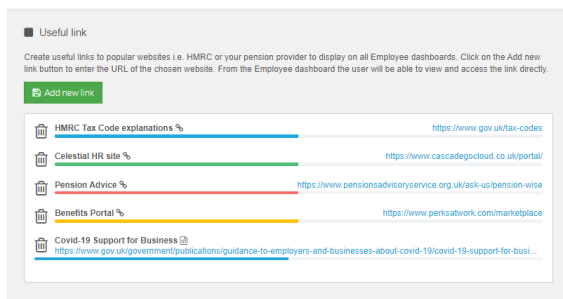 Useful link
Create useful links to popular websites i.e. HMRC or your pension provider to display on all Employee dashboards. Click on the Add new
link button to enter the URL of the chosen website. From the Employee dashboard the user will be able to view and access the link directly.
Add new link
HMRC Tax Code explanations https://www.gov.uk/tax-codes
Celestial HR site https://www.cascadegocloud.co.uk/portal/
Pension Advice https://www.pensionsadvisoryservice.org.uk/ask-us/pension-wise
Benefits Portal https://www.perksatwork.com/marketplace
Covid-19 Support for Business
https://www.gov.uk/government/publications/guidance-to-employers-and-businesses-about-covid-19/covid-19-support-for-busi...